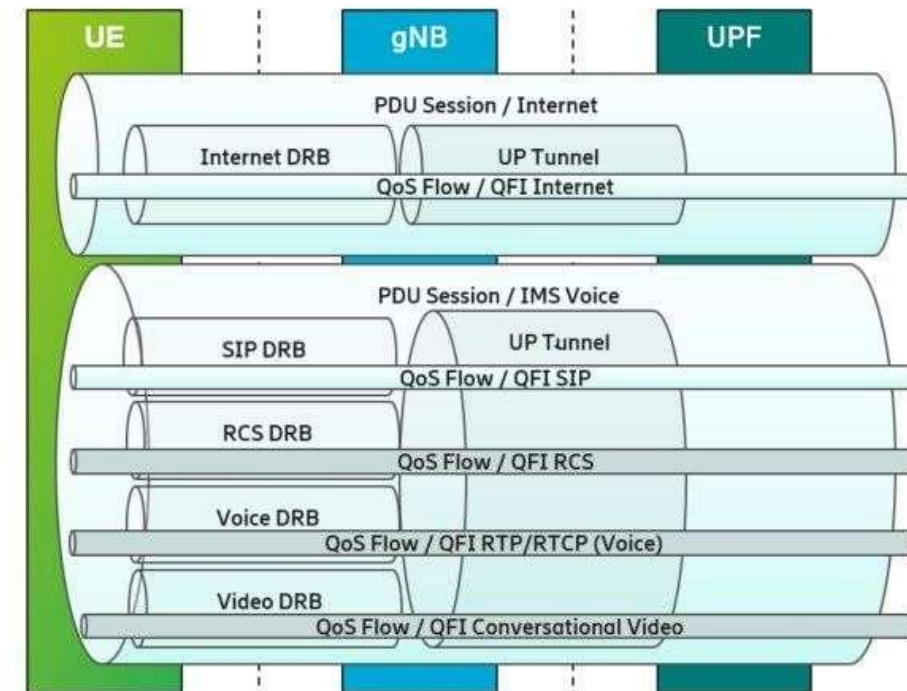 UE
gNB
UPF
PDU Session / Internet
Internet DRB
UP Tunnel
QoS Flow / QFI Internet
PDU Session / IMS Voice
SIP DRB
UP Tunnel
QoS Flow / QFI SIP
RCS DRB
QoS Flow / QFI RCS
Voice DRB
QoS Flow / QFI RTP/RTCP (Voice)
Video DRB
QoS Flow / QFI Conversational Video